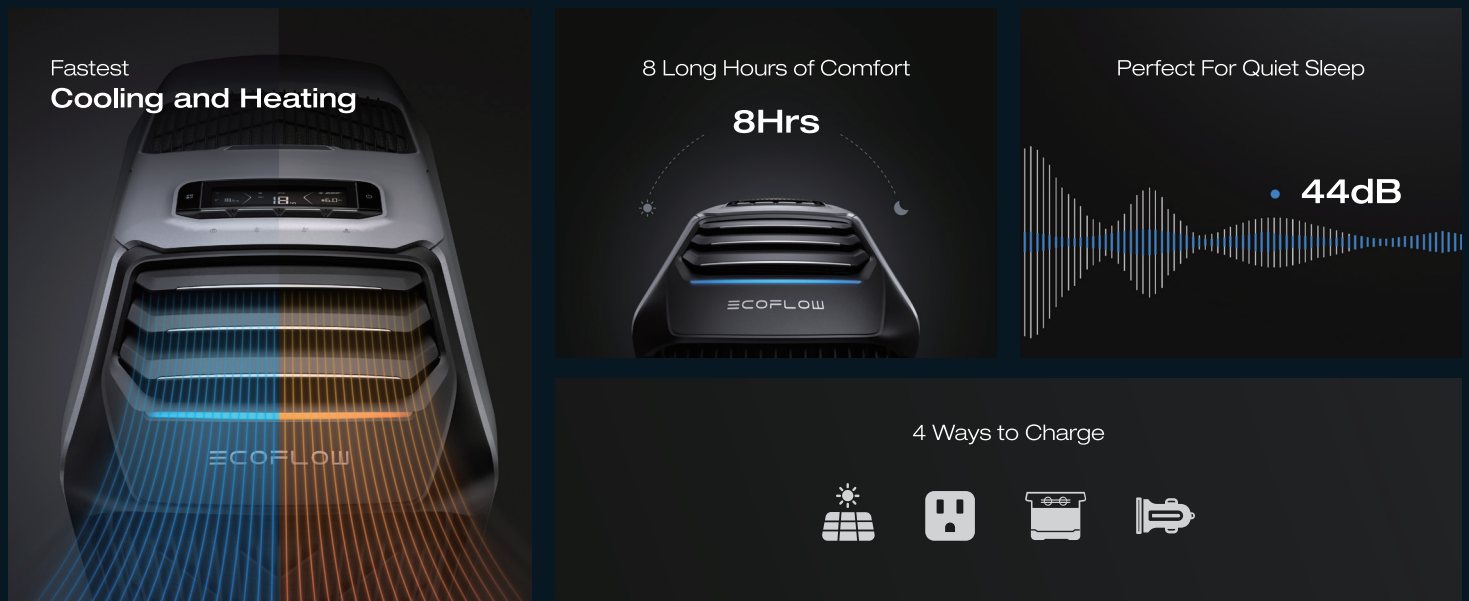 Fastest
Cooling and Heating
18
ECOFLOW
8 Long Hours of Comfort
8Hrs
ECOFLOW
Perfect For Quiet Sleep
44dB
4 Ways to Charge